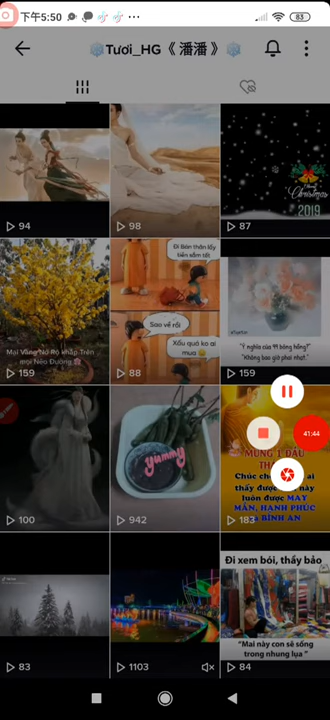 下午5:50
83
❄️Tươi_HG《 潘潘 》❄️
94
98
Christmas
2019
87
Mai Vàng Nở Rộ khắp Trên
mọi Nẻo Đường
159
Đi Bán thân lấy
tiền sắm tết
Sao về rồi
Xấu quá ko ai
mua
88
"Ý nghĩa của 99 bông hồng?"
"Không bao giờ phai nhạt."
159
100
yummy
942
41:44
MÙNG 1 ĐẦU
ai
thấy được
này
luôn được MAY
MẮN, HẠNH PHÚC
BÌNH AN
183
83
1103
Đi xem bói, thầy bảo
"Mai này con sẽ sống
trong nhung lụa "
84